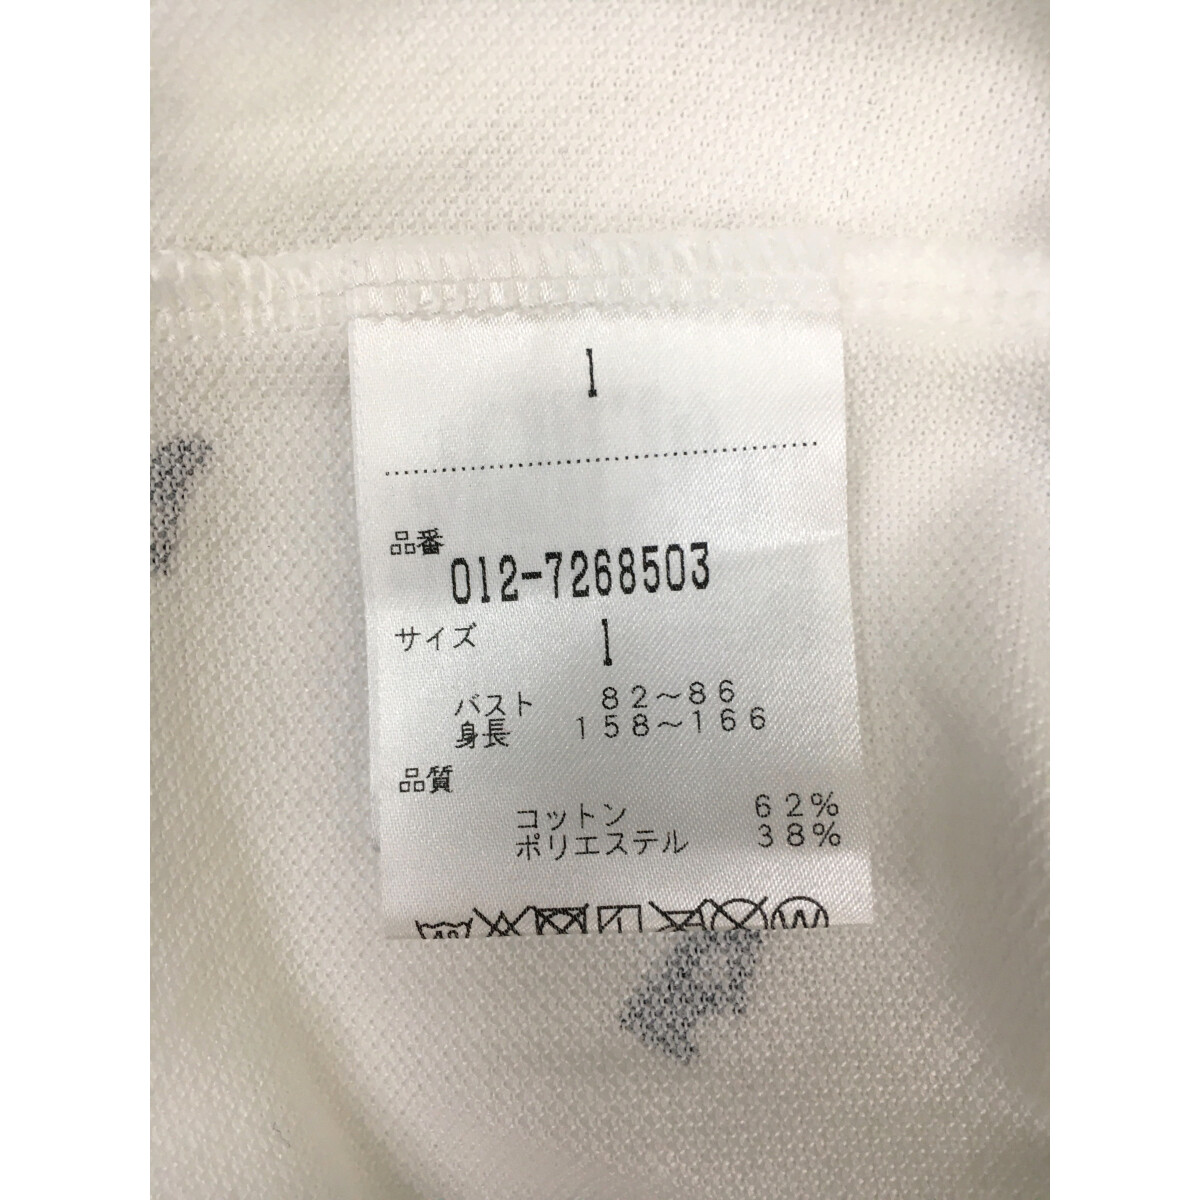 1
品番
012-7268503
サイズ 1
バスト 82～86
身長 158～166
品質
コットン 62%
ポリエステル 38%
40 W